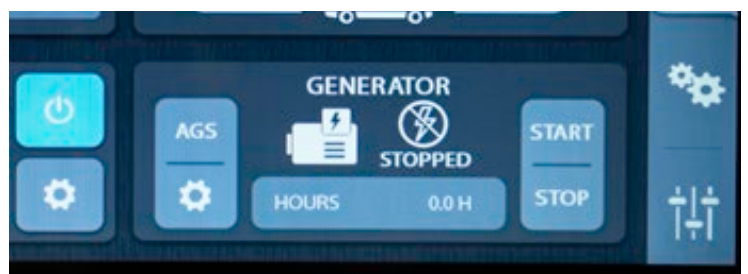 GENERATOR
AGS
STOPPED
START
STOP
HOURS 0.0 H